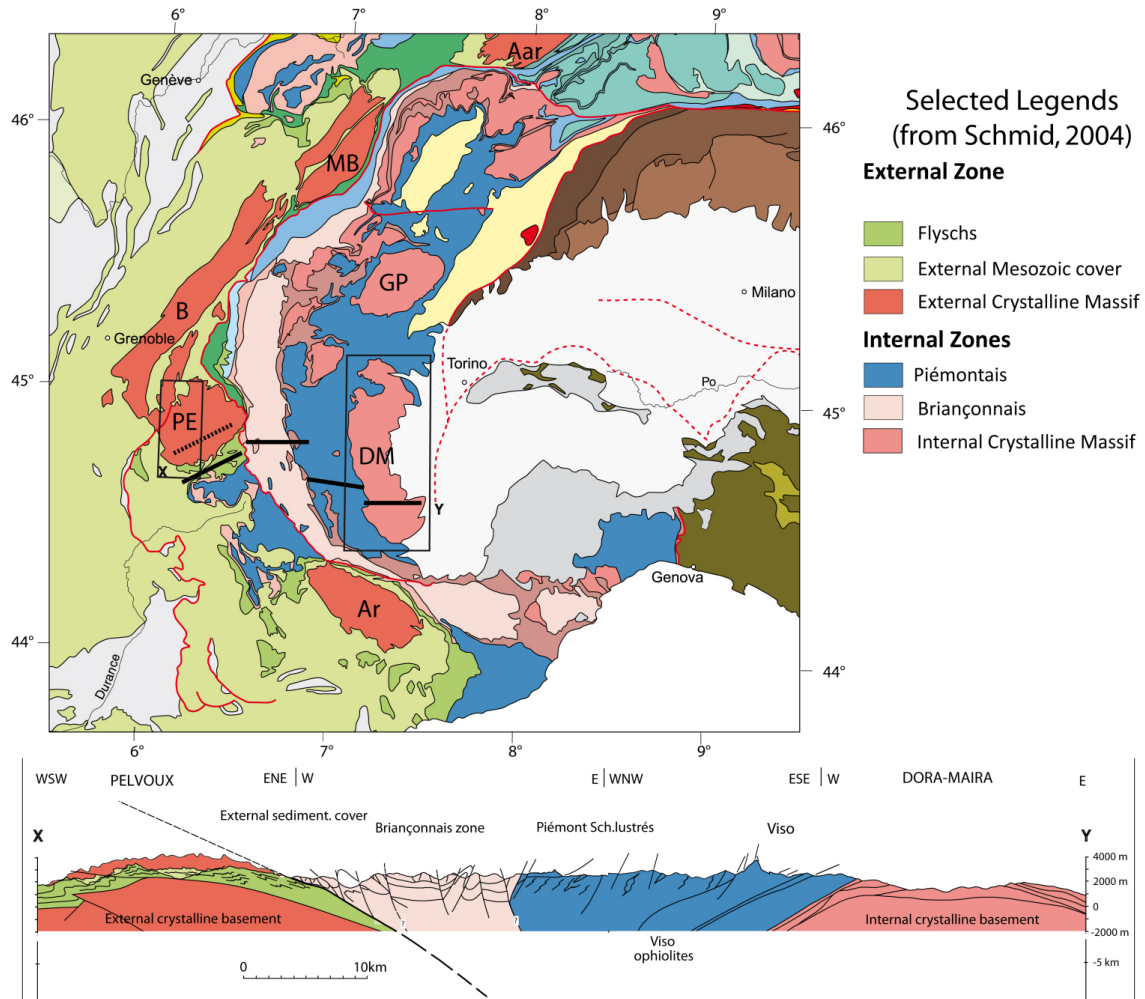 6°
7°
8°
9°
Aar
Genève
46°
46°
Selected Legends
(from Schmid, 2004)
External Zone
MB
Flyschs
External Mesozoic cover
GP
Milano
External Crystalline Massif
B
Grenoble
Internal Zones
Torino
Po
Piémontais
45°
45°
PE
Briançonnais
DM
Internal Crystalline Massif
X
Y
Genova
Ar
44°
44°
Durance
6°
7°
8°
9°
WSW PELVOUX ENE W E WNW ESE W DORA-MAIRA E
External sediment. cover
X Briançonnais zone Piémont Sch.lustrés Viso Y
4000 m
2000 m
External crystalline basement Internal crystalline basement 0
? ? -2000 m
Viso
ophiolites
0 10km
-5 km